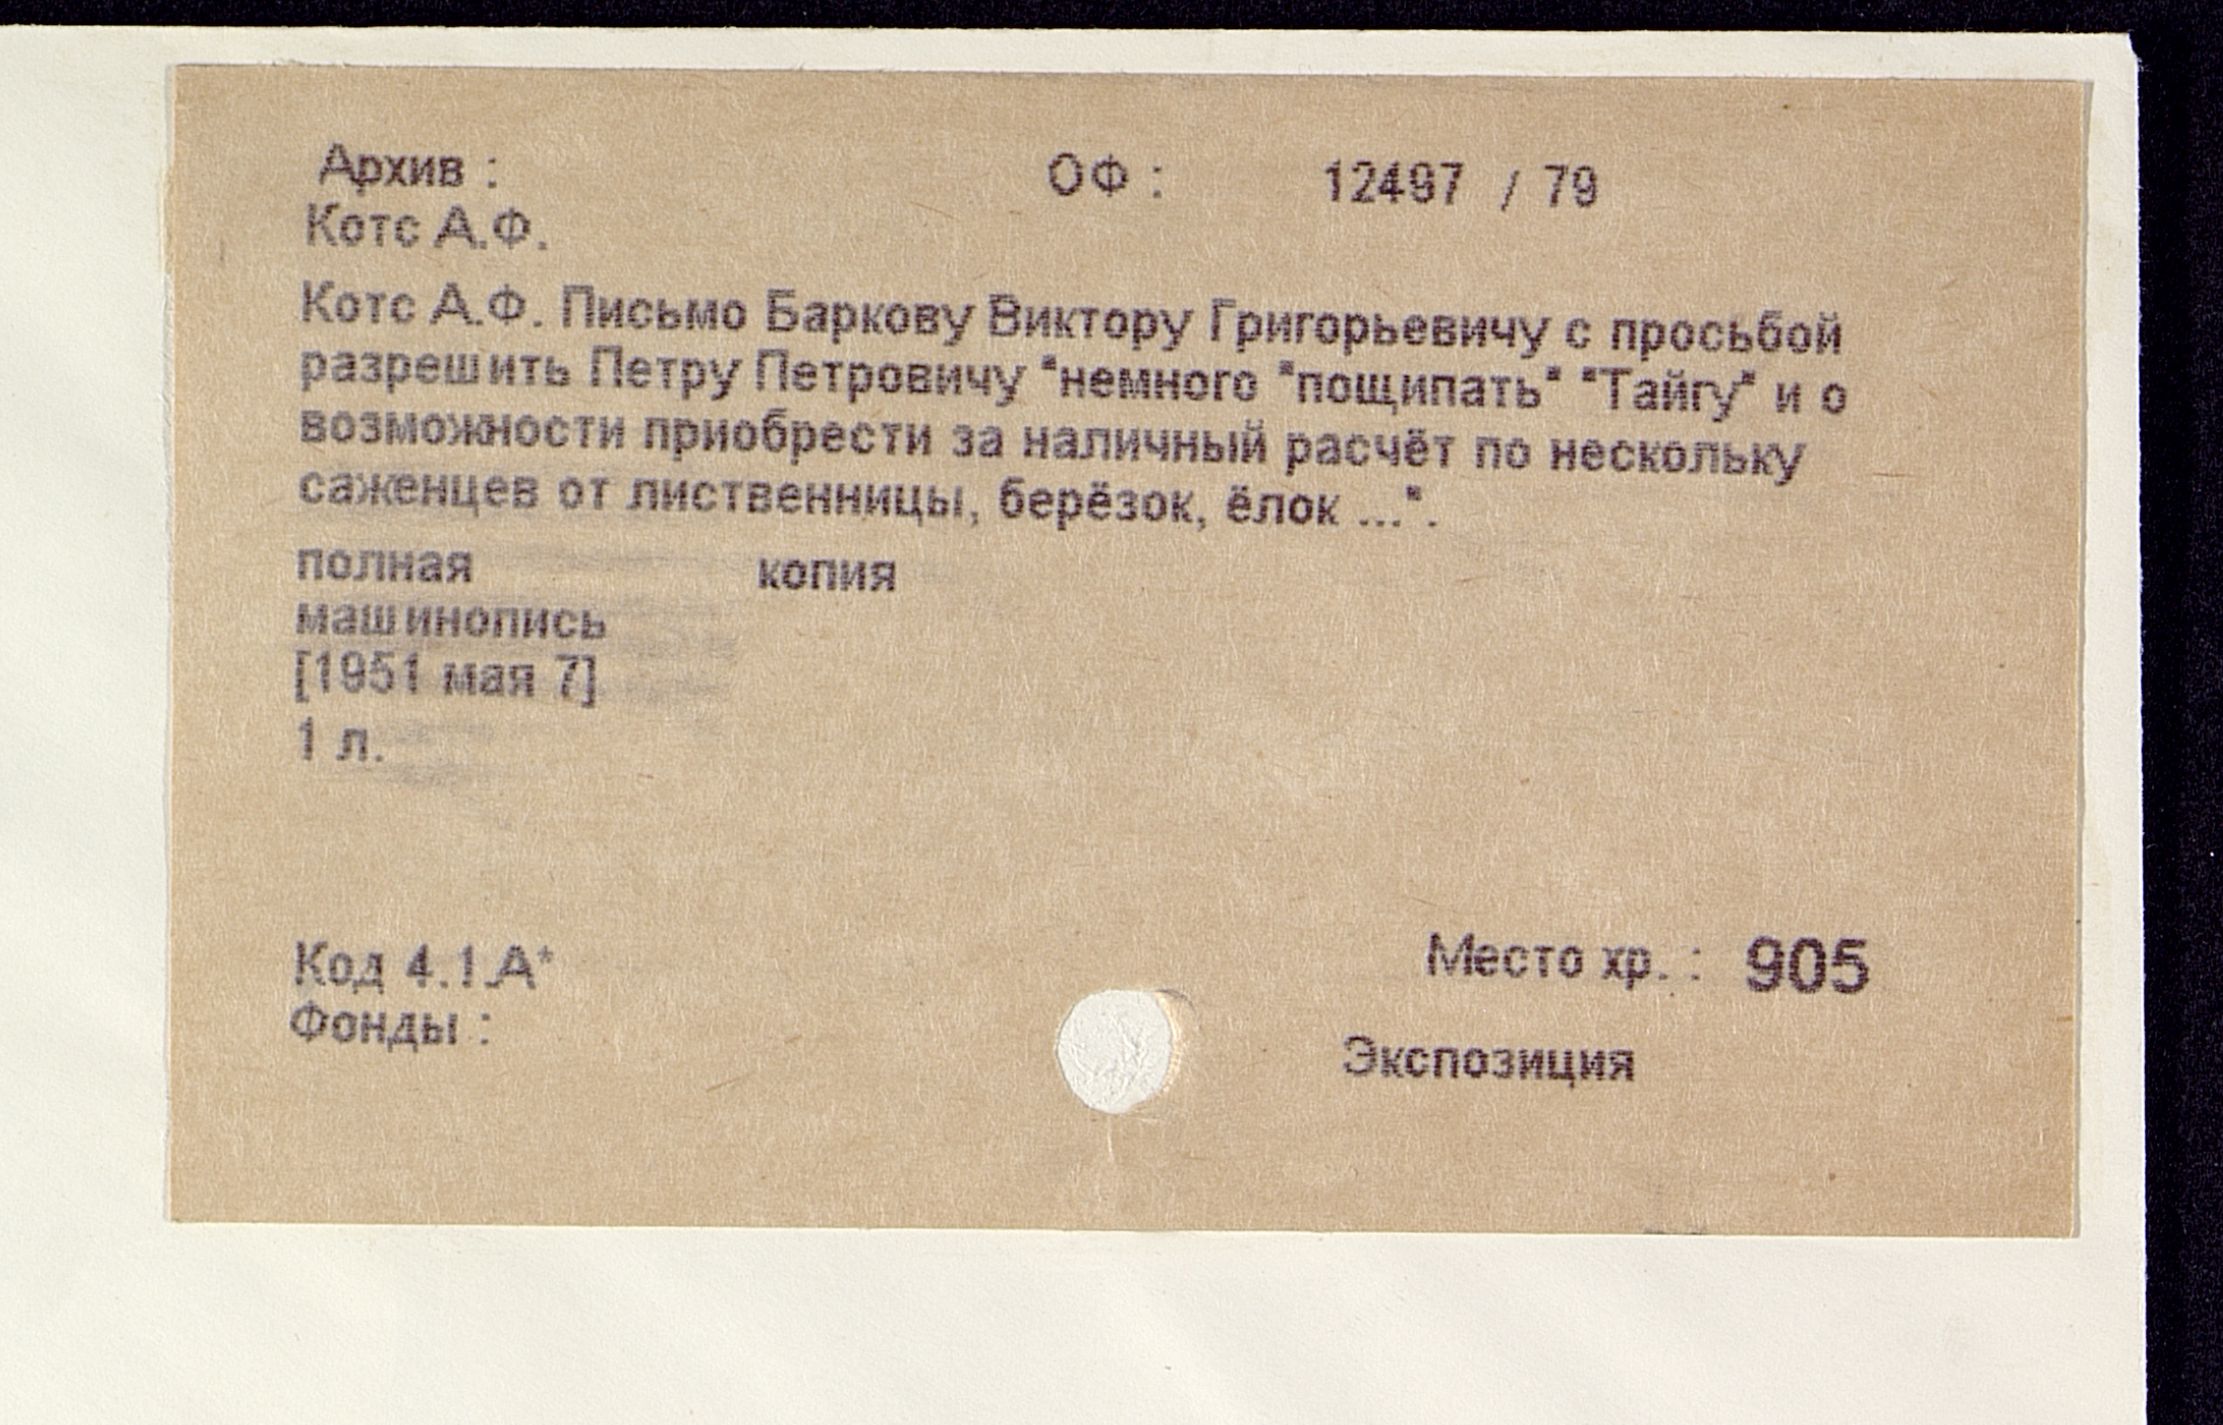 Архив : ОФ : 12497 / 79
Котс А.Ф.
Котс А.Ф. Письмо Баркову Виктору Григорьевичу с просьбой
разрешить Петру Петровичу "немного "пощипать" "Тайгу" и о
возможности приобрести за наличный расчёт по нескольку
саженцев от лиственницы, берёзок, ёлок ...".
полная копия
машинопись
[1951 мая 7]
1 л.
Код 4.1.А* Место хр. : 905
Фонды :
Экспозиция